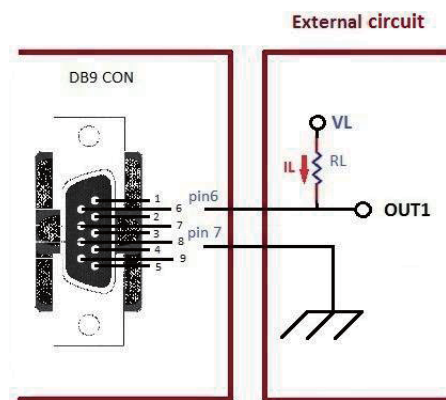 External circuit
DB9 CON
VL
IL
RL
1
pin6
6
2
OUT1
7
3
pin 7
8
4
9
5